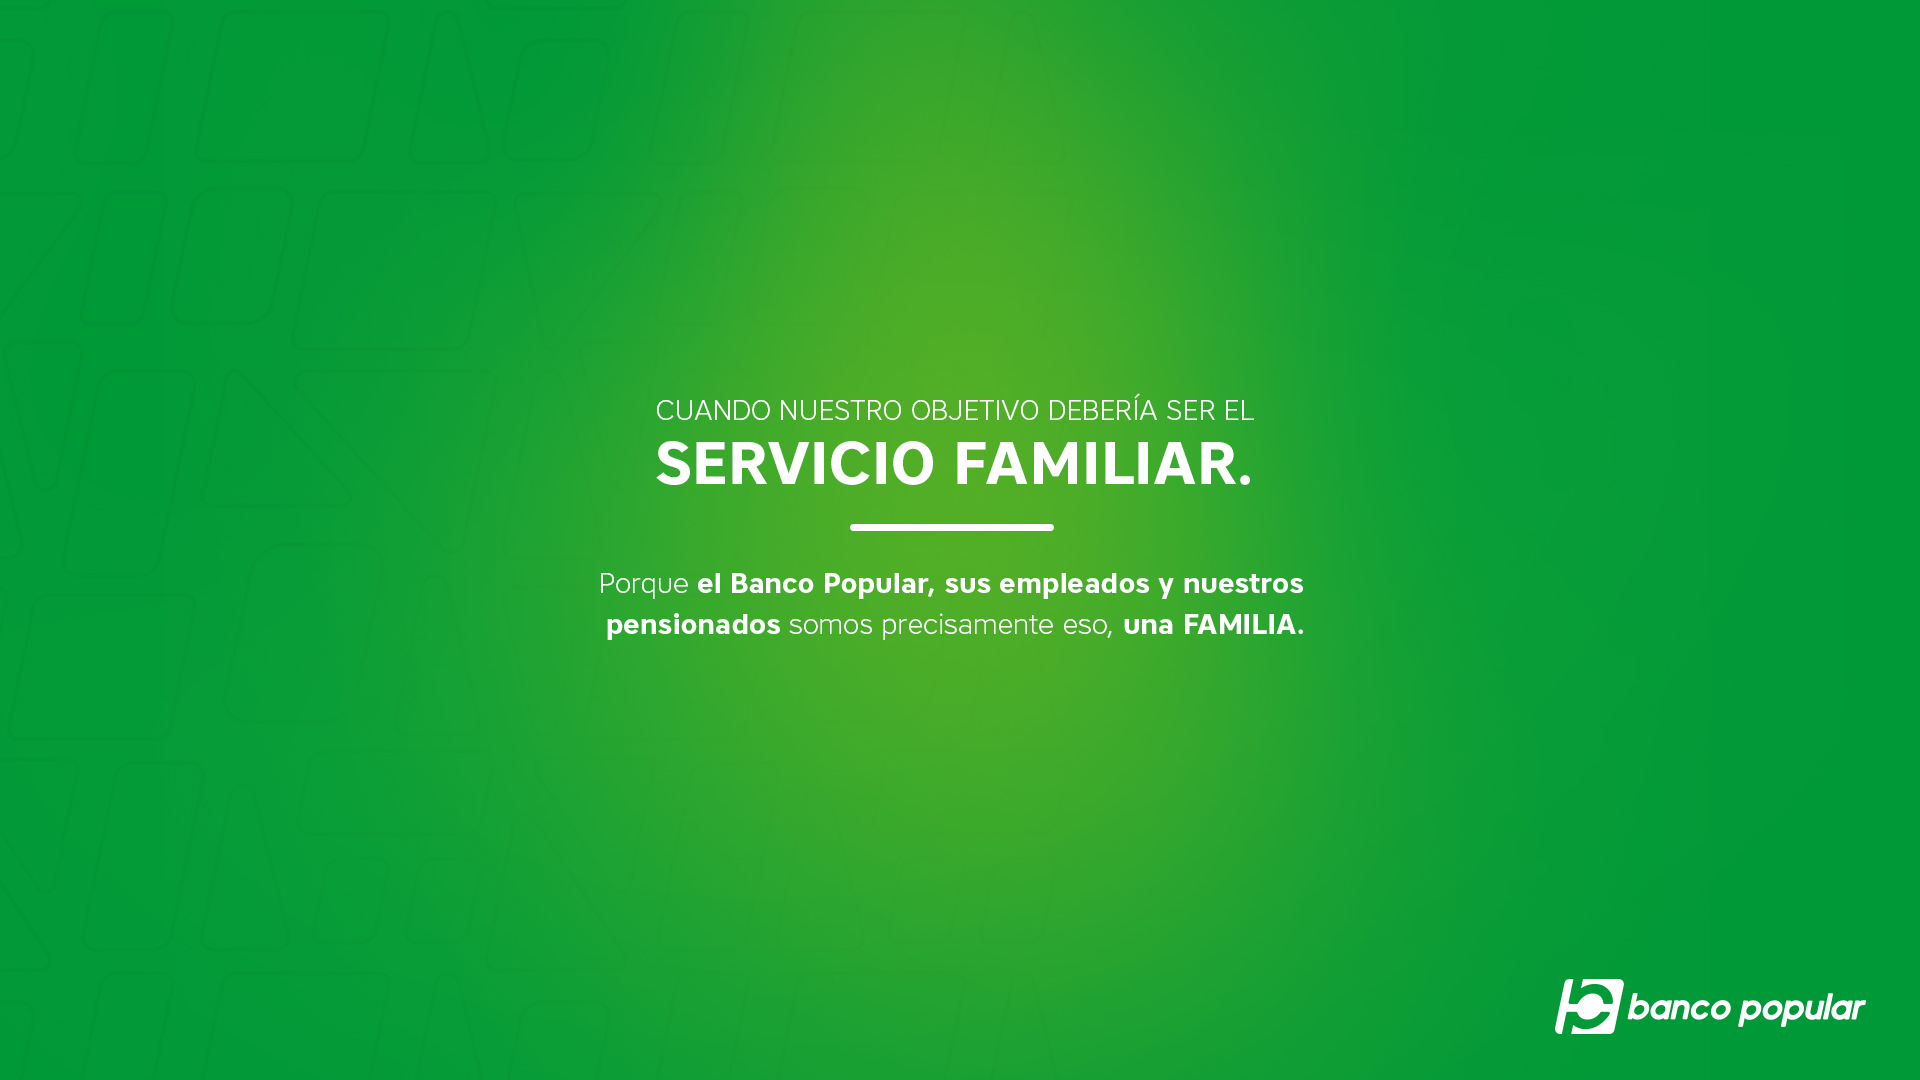 CUANDO NUESTRO OBJETIVO DEBERÍA SER EL
SERVICIO FAMILIAR.
Porque el Banco Popular, sus empleados y nuestros
pensionados somos precisamente eso, una FAMILIA.
banco popular